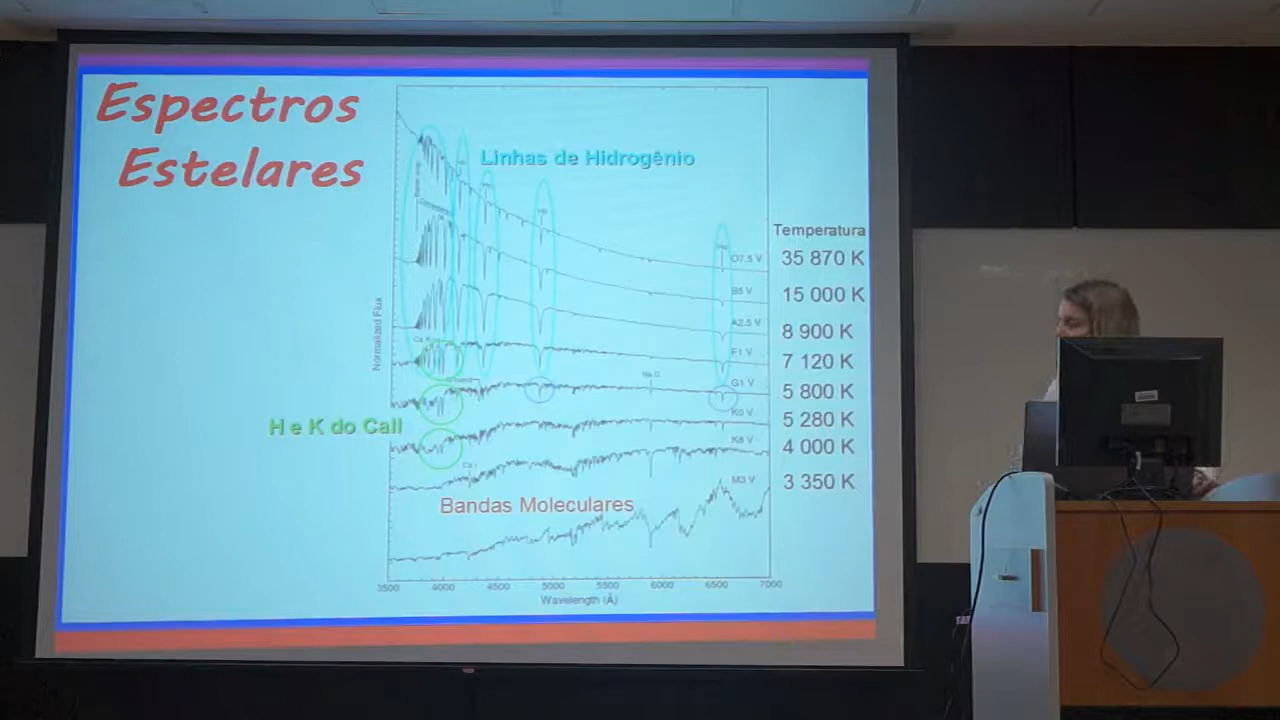 Espectros
Estelares
Linhas de Hidrogênio
Temperatura
O7.5 V 35 870 K
B5 V 15 000 K
A2.5 V 8 900 K
F1 V 7 120 K
G1 V 5 800 K
K0 V 5 280 K
K8 V 4 000 K
M3 V 3 350 K
Normalized Flux
Na D
H e K do CaII
Bandas Moleculares
3500 4000 4500 5000 5500 6000 6500 7000
Wavelength (Å)